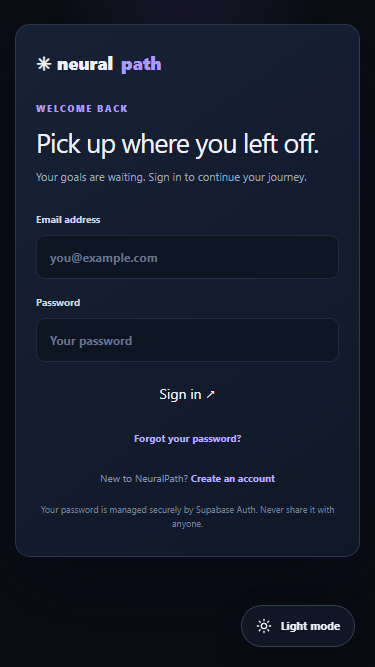 ✳ neural path
WELCOME BACK
Pick up where you left off.
Your goals are waiting. Sign in to continue your journey.
Email address
you@example.com
Password
Your password
Sign in ↗
Forgot your password?
New to NeuralPath? Create an account
Your password is managed securely by Supabase Auth. Never share it with
anyone.
Light mode